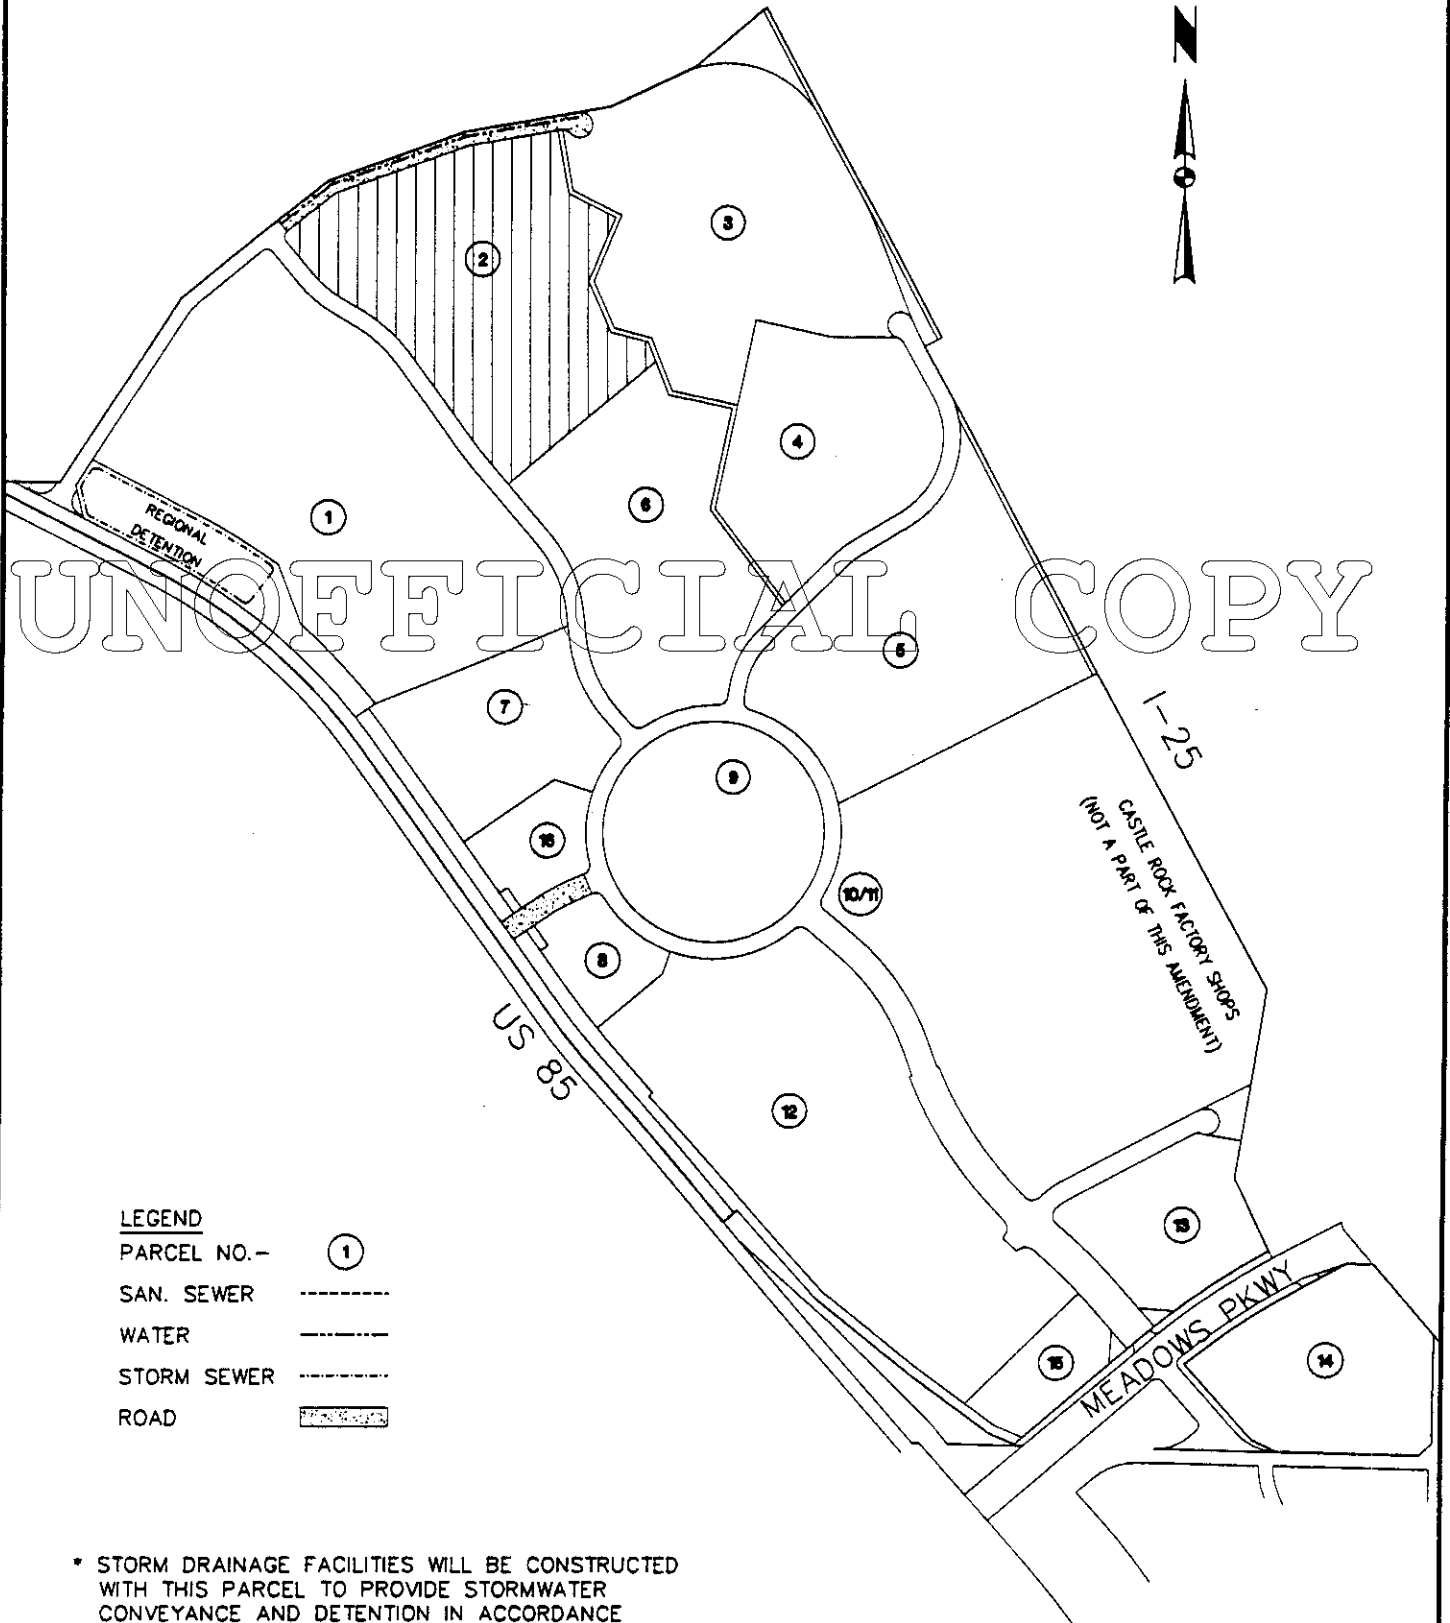 N
3
2
4
1
6
REGIONAL
DETENTION
UNOFFICIAL COPY
5
7
I-25
9
CASTLE ROCK FACTORY SHOPS
(NOT A PART OF THIS AMENDMENT)
16
10/11
8
US 85
12
13
MEADOWS PKWY
15
14
LEGEND
PARCEL NO.- 1
SAN. SEWER
WATER
STORM SEWER
ROAD
* STORM DRAINAGE FACILITIES WILL BE CONSTRUCTED
WITH THIS PARCEL TO PROVIDE STORMWATER
CONVEYANCE AND DETENTION IN ACCORDANCE